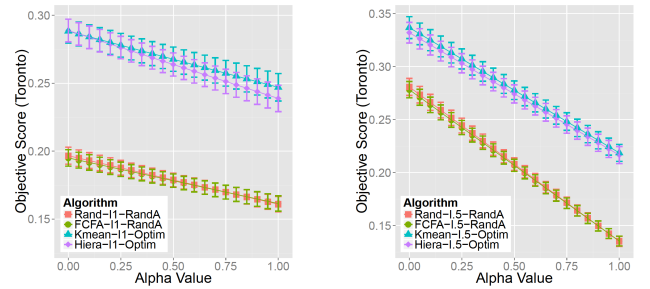 Objective Score (Toronto)
0.30
0.25
0.20
0.15
Algorithm
Rand-I1-RandA
FCFA-I1-RandA
Kmean-I1-Optim
Hiera-I1-Optim
0.00 0.25 0.50 0.75 1.00
Alpha Value
Objective Score (Toronto)
0.35
0.30
0.25
0.20
0.15
Algorithm
Rand-I.5-RandA
FCFA-I.5-RandA
Kmean-I.5-Optim
Hiera-I.5-Optim
0.00 0.25 0.50 0.75 1.00
Alpha Value